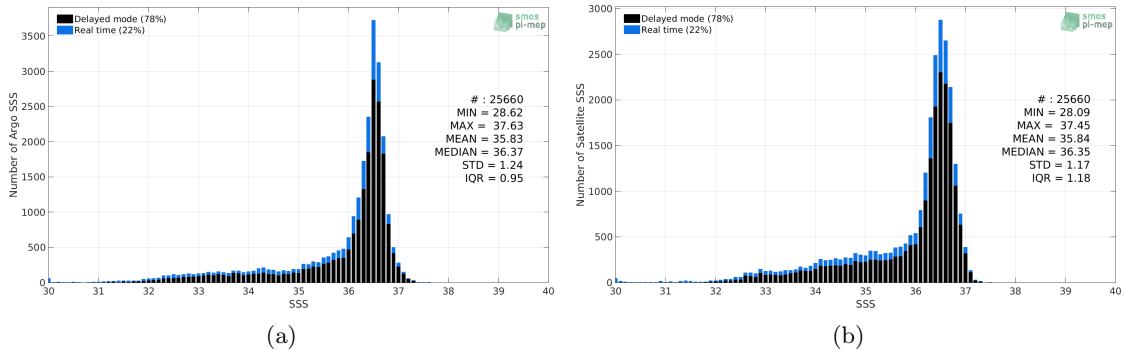 Delayed mode (78%)
Real time (22%)
smos
pi-mep
# : 25660
MIN = 28.62
MAX = 37.63
MEAN = 35.83
MEDIAN = 36.37
STD = 1.24
IQR = 0.95
Number of Argo SSS
3500
3000
2500
2000
1500
1000
500
0
30 31 32 33 34 35 36 37 38 39 40
SSS
(a)
Delayed mode (78%)
Real time (22%)
smos
pi-mep
# : 25660
MIN = 28.09
MAX = 37.45
MEAN = 35.84
MEDIAN = 36.35
STD = 1.17
IQR = 1.18
Number of Satellite SSS
3000
2500
2000
1500
1000
500
0
30 31 32 33 34 35 36 37 38 39 40
SSS
(b)